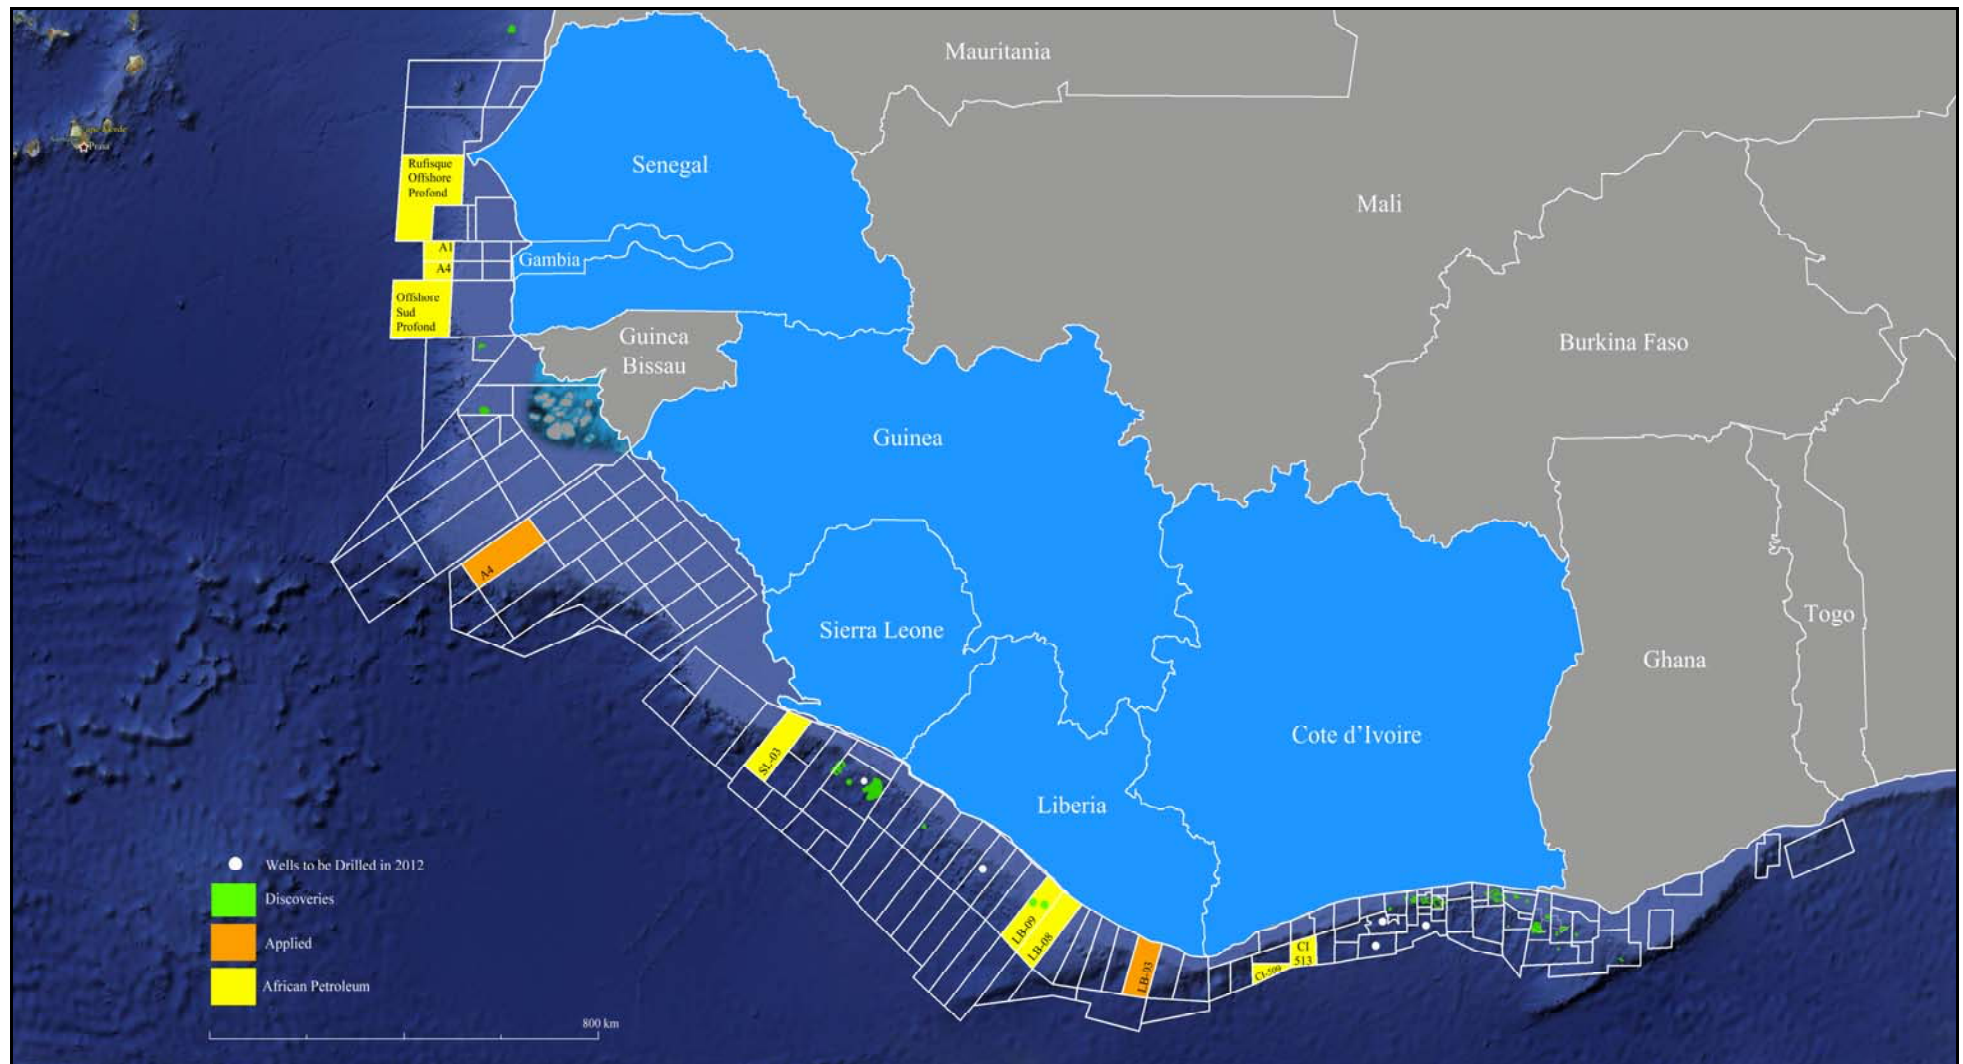 Mauritania
Senegal
Mali
Praia
Rufisque
Offshore
Profond
A1
A4
Gambia
Offshore
Sud
Profond
Guinea
Bissau
Burkina Faso
Guinea
A4
Sierra Leone
Togo
Ghana
Cote d’Ivoire
SL-03
Liberia
LB-09
LB-08
LB-03
CI-509
CI
513
Wells to be Drilled in 2012
Discoveries
Applied
African Petroleum
800 km